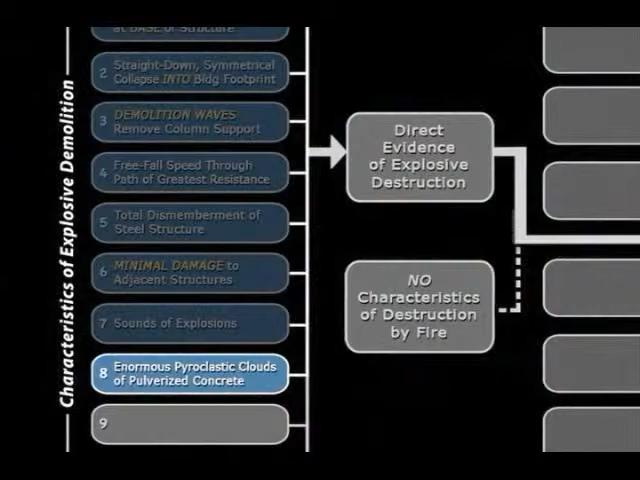 Characteristics of Explosive Demolition
at BASE of Structure
2 Straight-Down, Symmetrical
Collapse INTO Bldg Footprint
3 DEMOLITION WAVES
Remove Column Support
4 Free-Fall Speed Through
Path of Greatest Resistance
5 Total Dismemberment of
Steel Structure
6 MINIMAL DAMAGE to
Adjacent Structures
7 Sounds of Explosions
8 Enormous Pyroclastic Clouds
of Pulverized Concrete
9
Direct
Evidence
of Explosive
Destruction
NO
Characteristics
of Destruction
by Fire